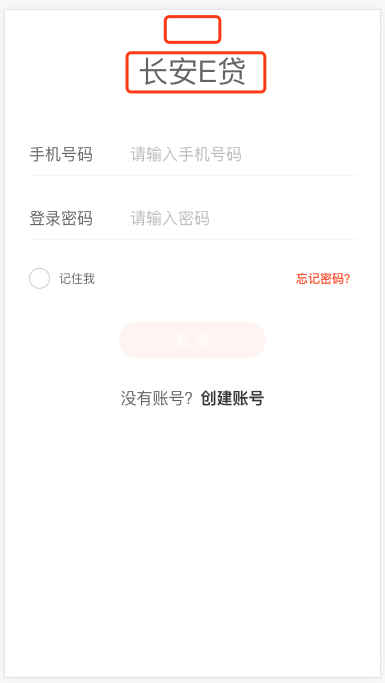 长安E贷
手机号码 请输入手机号码
登录密码 请输入密码
记住我 忘记密码?
登 录
没有账号? 创建账号